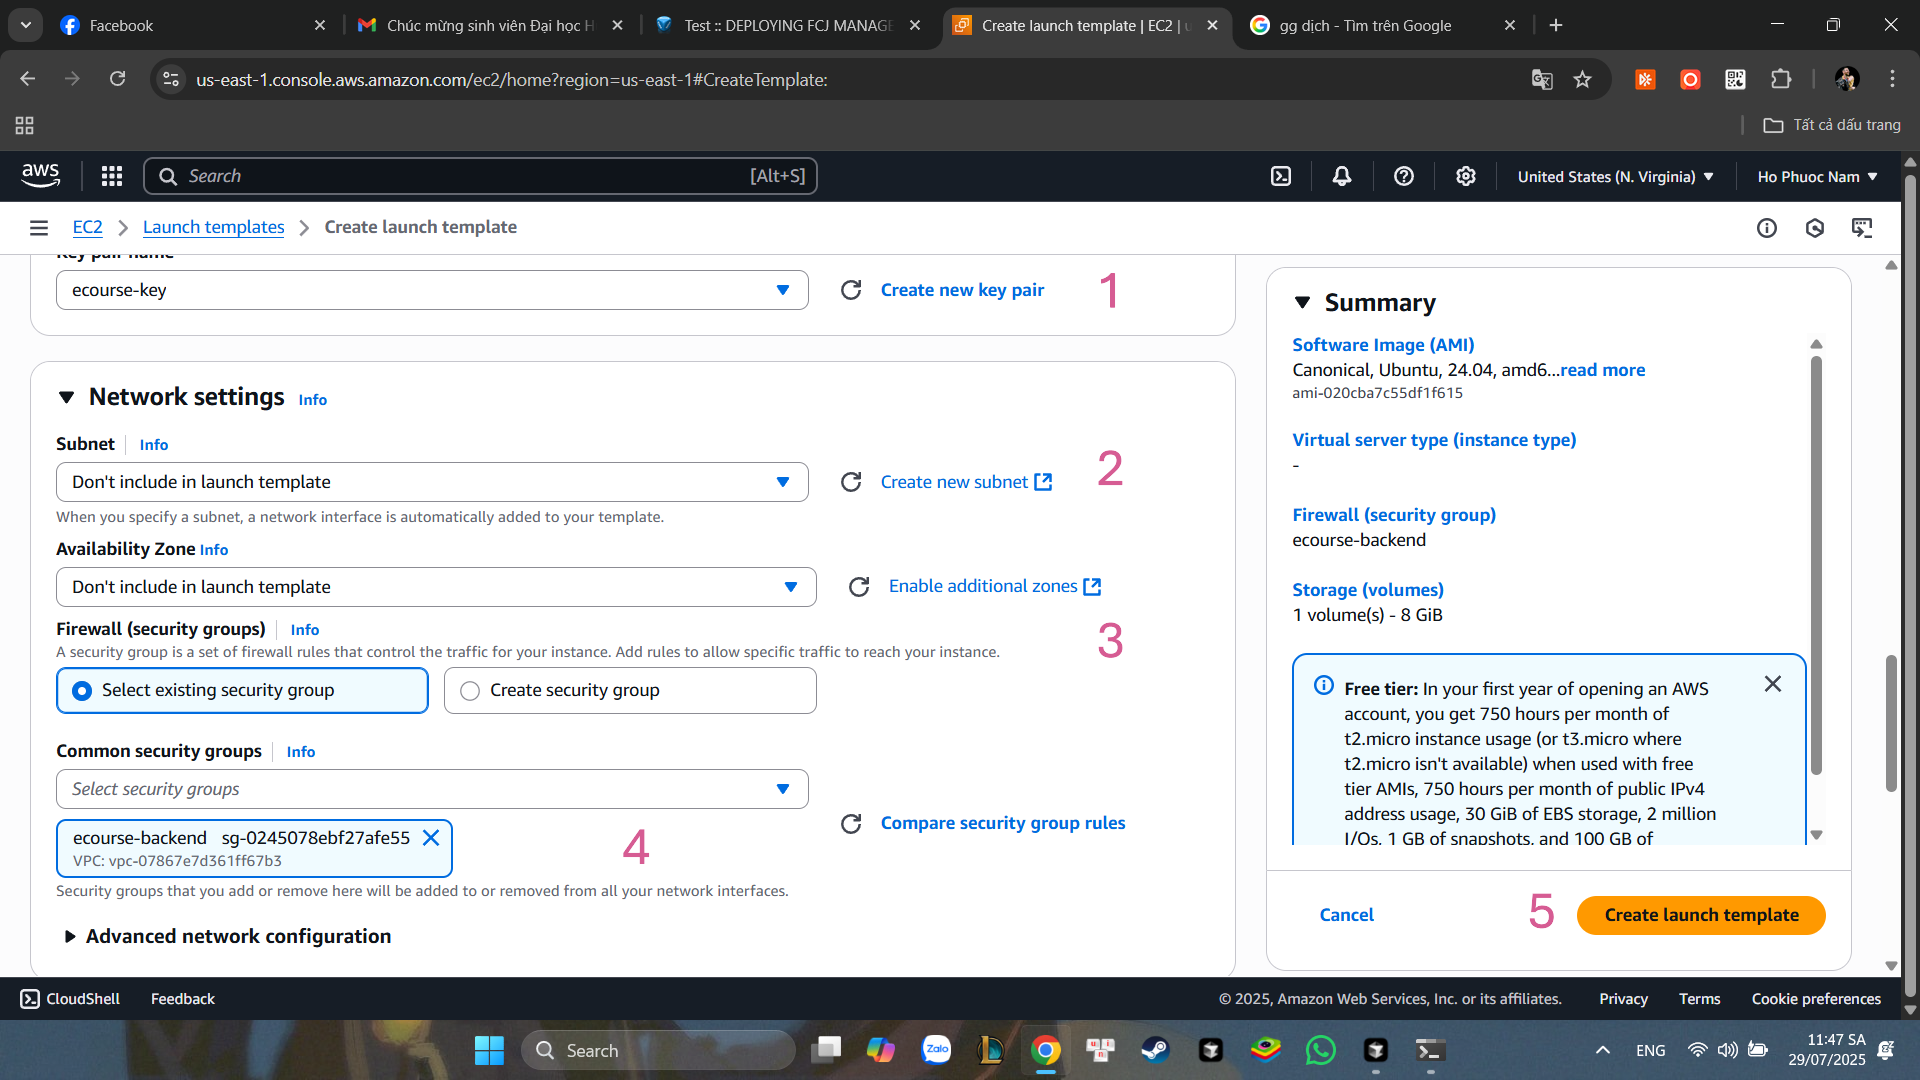 Facebook
Chúc mừng sinh viên Đại học H
Test :: DEPLOYING FCJ MANAGE
Create launch template | EC2 | u
gg dịch - Tìm trên Google
us-east-1.console.aws.amazon.com/ec2/home?region=us-east-1#CreateTemplate:
Tất cả dấu trang
aws
Search
[Alt+S]
United States (N. Virginia)
Ho Phuoc Nam
EC2
Launch templates
Create launch template
Key pair name
ecourse-key
Create new key pair
1
Network settings
Info
Subnet
Info
Don't include in launch template
Create new subnet
2
When you specify a subnet, a network interface is automatically added to your template.
Availability Zone Info
Don't include in launch template
Enable additional zones
Firewall (security groups)
Info
3
A security group is a set of firewall rules that control the traffic for your instance. Add rules to allow specific traffic to reach your instance.
Select existing security group
Create security group
Common security groups
Info
Select security groups
Compare security group rules
ecourse-backend sg-0245078ebf27afe55
VPC: vpc-07867e7d361ff67b3
4
Security groups that you add or remove here will be added to or removed from all your network interfaces.
Advanced network configuration
Summary
Software Image (AMI)
Canonical, Ubuntu, 24.04, amd6...read more
ami-020cba7c55df1f615
Virtual server type (instance type)
-
Firewall (security group)
ecourse-backend
Storage (volumes)
1 volume(s) - 8 GiB
Free tier: In your first year of opening an AWS
account, you get 750 hours per month of
t2.micro instance usage (or t3.micro where
t2.micro isn't available) when used with free
tier AMIs, 750 hours per month of public IPv4
address usage, 30 GiB of EBS storage, 2 million
I/Os, 1 GB of snapshots, and 100 GB of
Cancel
5
Create launch template
CloudShell
Feedback
© 2025, Amazon Web Services, Inc. or its affiliates.
Privacy
Terms
Cookie preferences
Search
Zalo
ENG
11:47 SA
29/07/2025